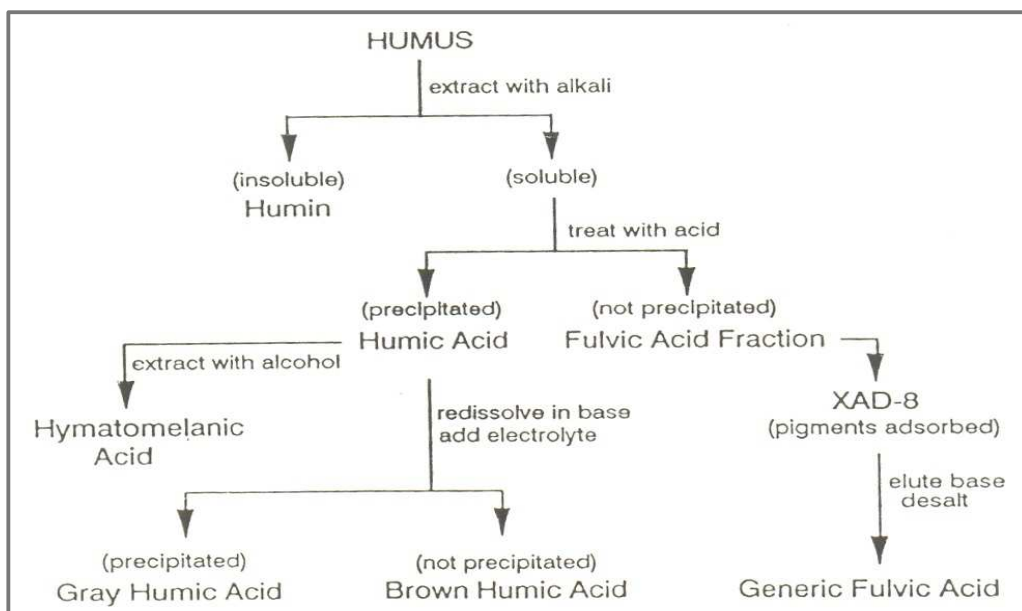 HUMUS
extract with alkali
(insoluble)
Humin
(soluble)
treat with acid
(precipitated)
Humic Acid
(not precipitated)
Fulvic Acid Fraction
extract with alcohol
Hymatomelanic
Acid
redissolve in base
add electrolyte
XAD-8
(pigments adsorbed)
elute base
desalt
(precipitated)
Gray Humic Acid
(not precipitated)
Brown Humic Acid
Generic Fulvic Acid